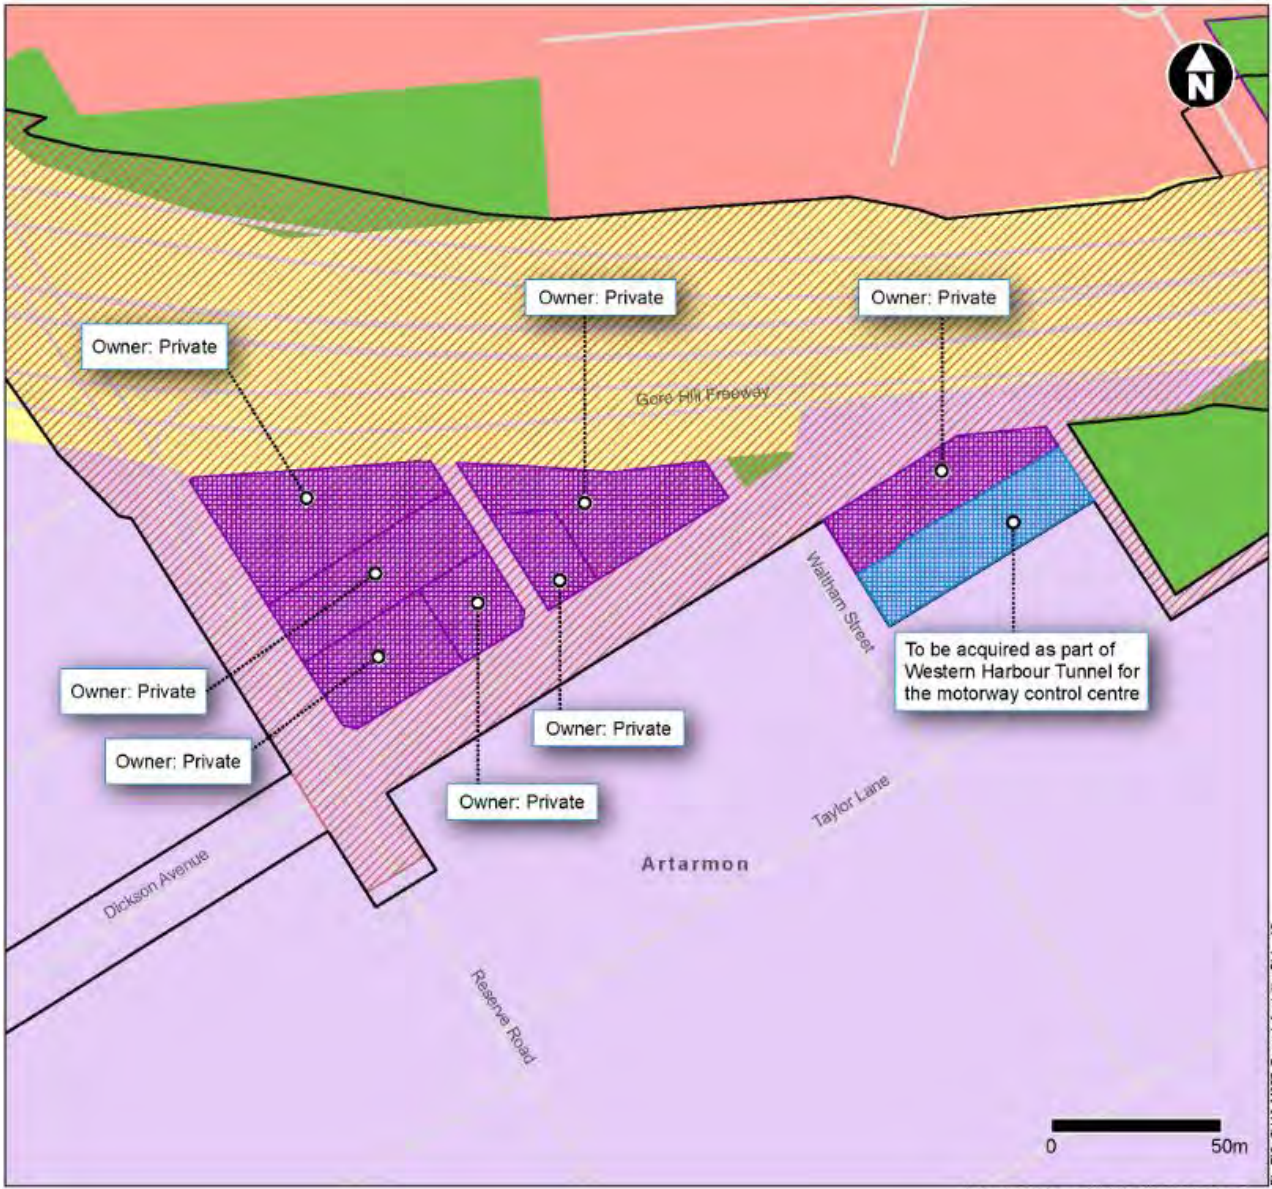 N
Owner: Private
Owner: Private
Owner: Private
Gore Hill Freeway
Waltham Street
To be acquired as part of
Western Harbour Tunnel for
the motorway control centre
Owner: Private
Owner: Private
Owner: Private
Owner: Private
Taylor Lane
Artarmon
Dickson Avenue
Reserve Road
0
50m